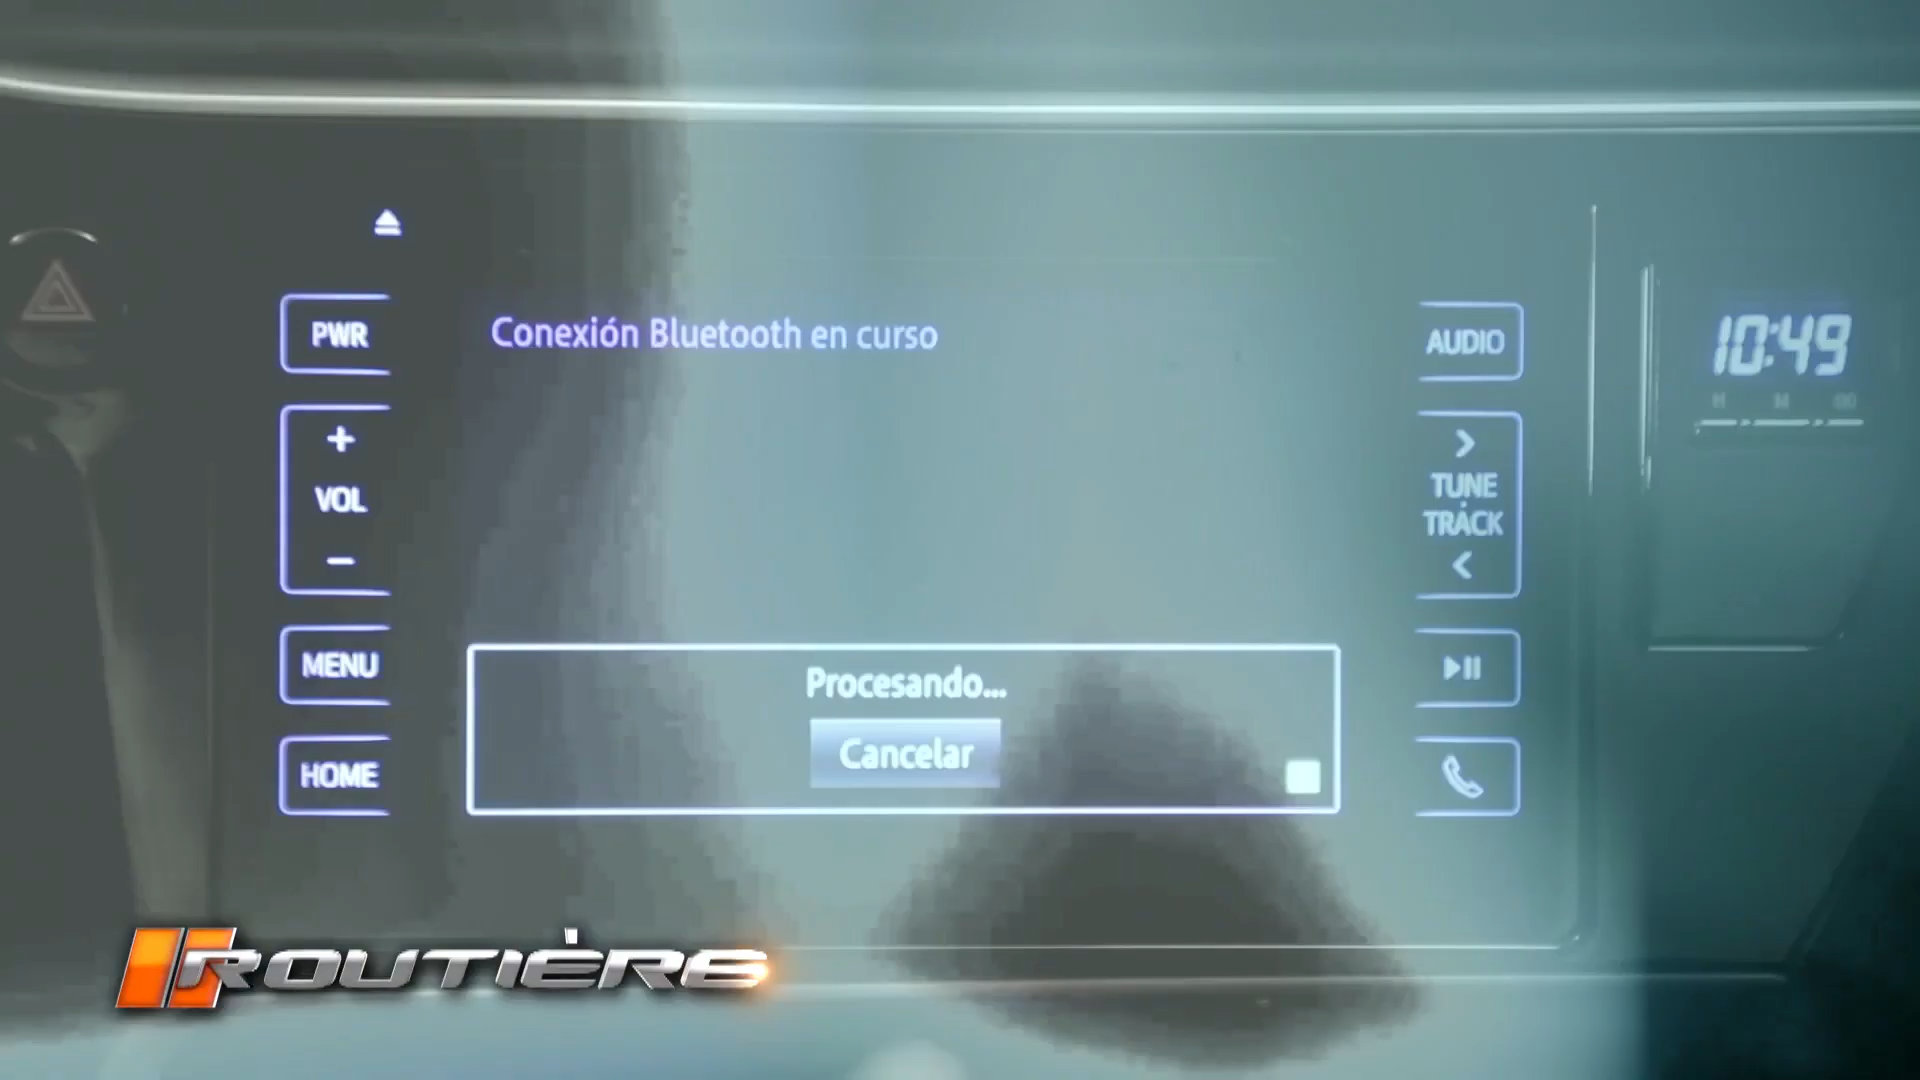 PWR
+
VOL
−
MENU
HOME
Conexión Bluetooth en curso
Procesando...
Cancelar
AUDIO
>
TUNE
TRACK
<
10:49
ROUTIÈRE